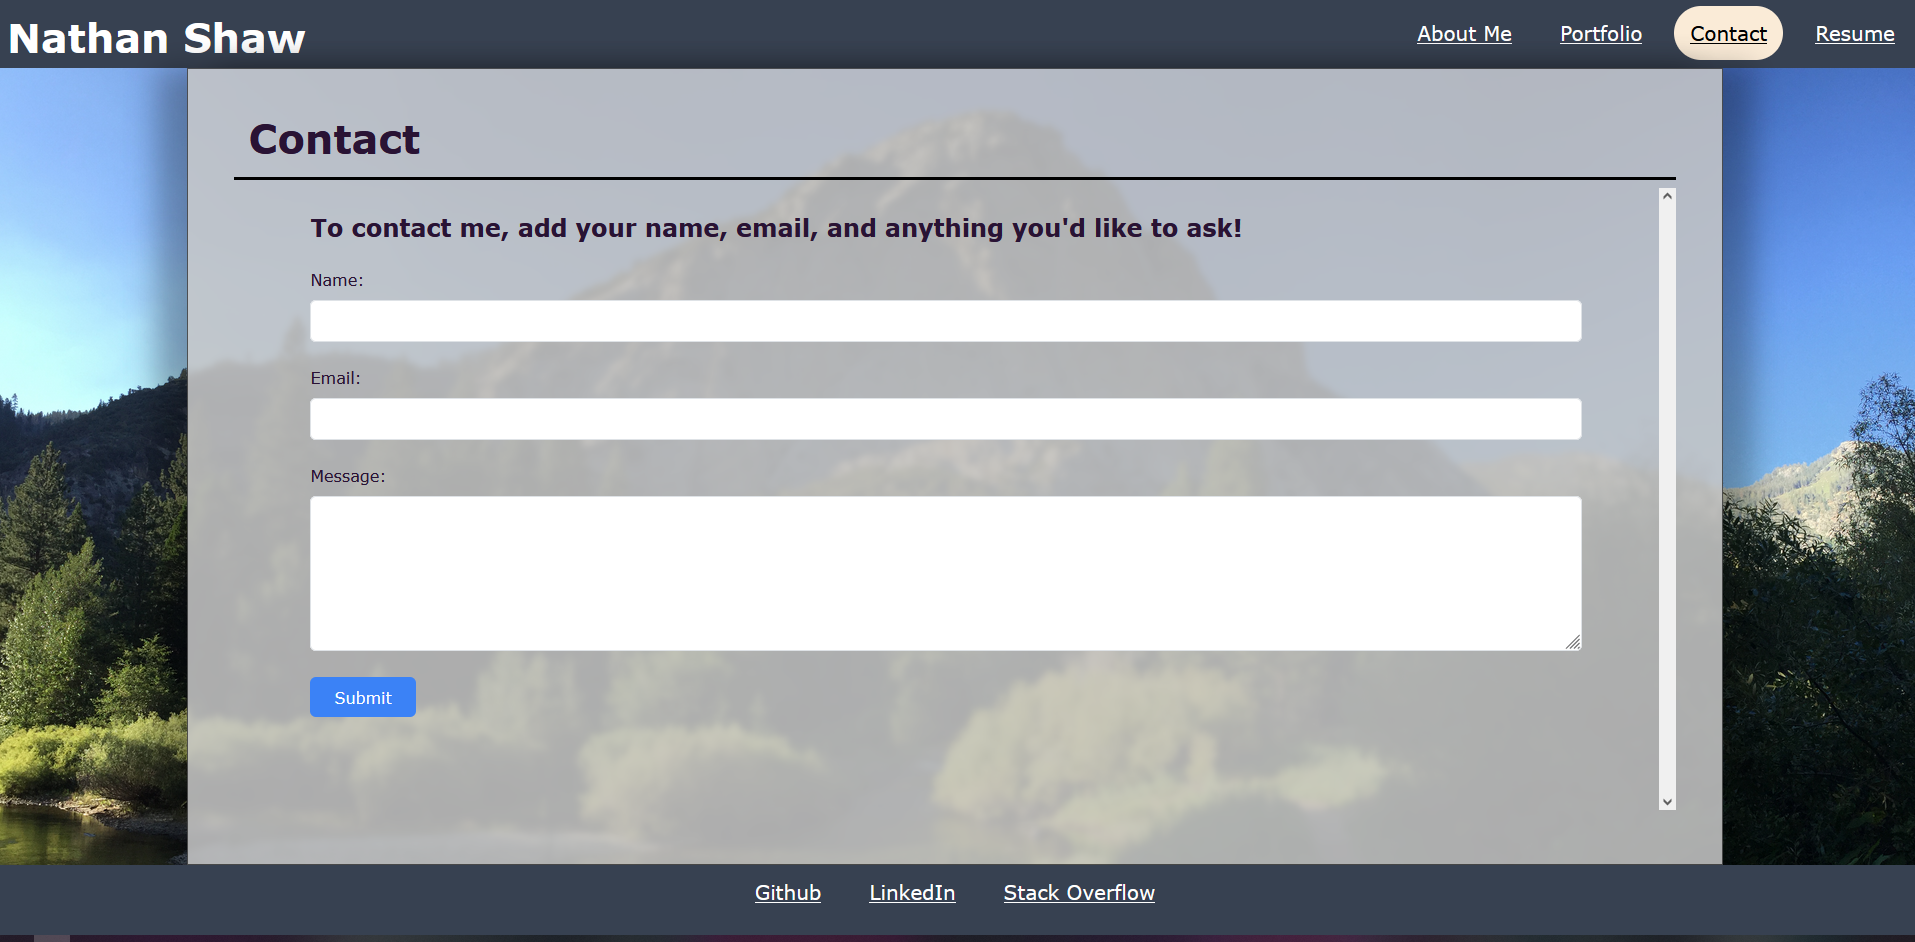 Nathan Shaw
About Me Portfolio Contact Resume
Contact
To contact me, add your name, email, and anything you'd like to ask!
Name:
Email:
Message:
Submit
Github LinkedIn Stack Overflow